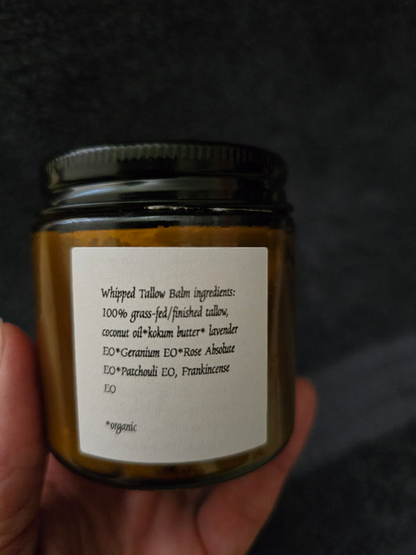 Whipped Tallow Balm ingredients:
100% grass-fed/finished tallow,
coconut oil*kokum butter* lavender
EO*Geranium EO*Rose Absolute
EO*Patchouli EO, Frankincense
EO
*organic